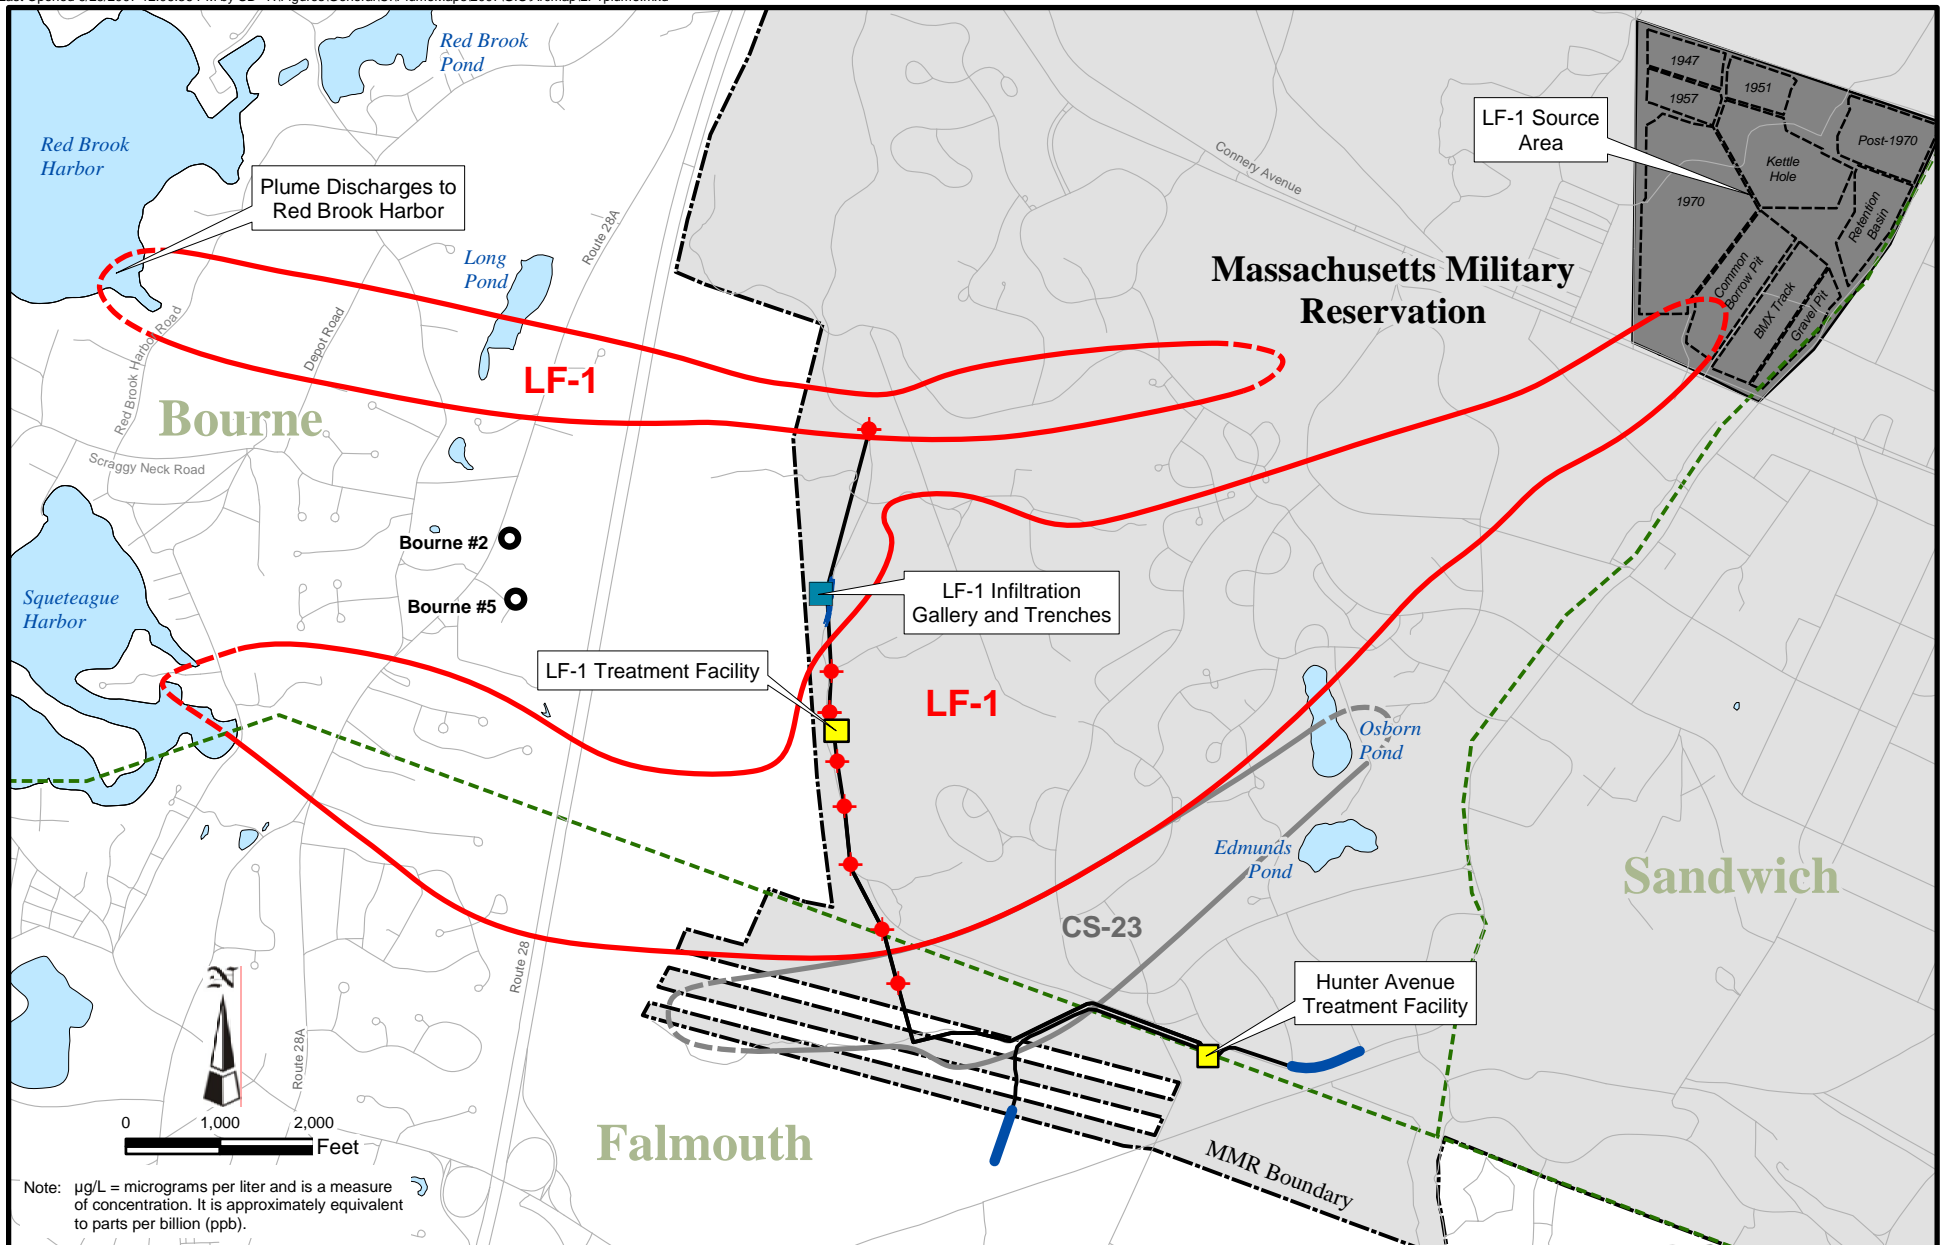 Red Brook
Pond
Red Brook
Harbor
Plume Discharges to
Red Brook Harbor
Long
Pond
Route 28A
Connery Avenue
LF-1 Source
Area
1947
1951
1957
Post-1970
Kettle
Hole
1970
Retention
Basin
Common
Borrow Pit
BMX Track
Gravel Pit
Massachusetts Military
Reservation
Red Brook Harbor Road
Depot Road
LF-1
Bourne
Scraggy Neck Road
Bourne #2
Bourne #5
Squeteague
Harbor
LF-1 Infiltration
Gallery and Trenches
LF-1 Treatment Facility
LF-1
Osborn
Pond
Edmunds
Pond
Sandwich
CS-23
Route 28
Hunter Avenue
Treatment Facility
N
Route 28A
0 1,000 2,000
Feet
Falmouth
MMR Boundary
Note: µg/L = micrograms per liter and is a measure
of concentration. It is approximately equivalent
to parts per billion (ppb).